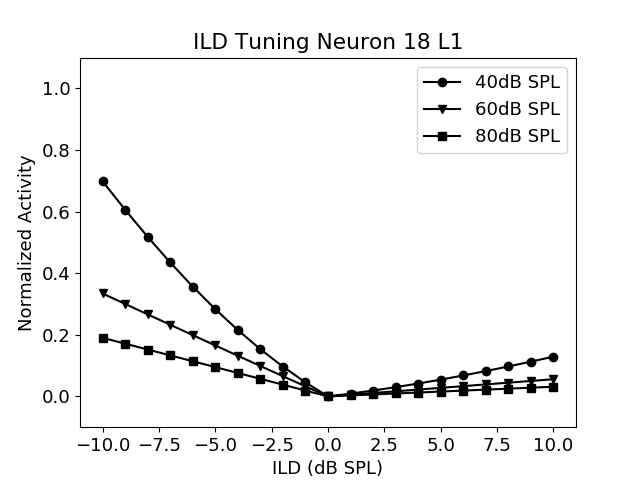 ILD Tuning Neuron 18 L1
40dB SPL
60dB SPL
80dB SPL
Normalized Activity
1.0
0.8
0.6
0.4
0.2
0.0
−10.0 −7.5 −5.0 −2.5 0.0 2.5 5.0 7.5 10.0
ILD (dB SPL)